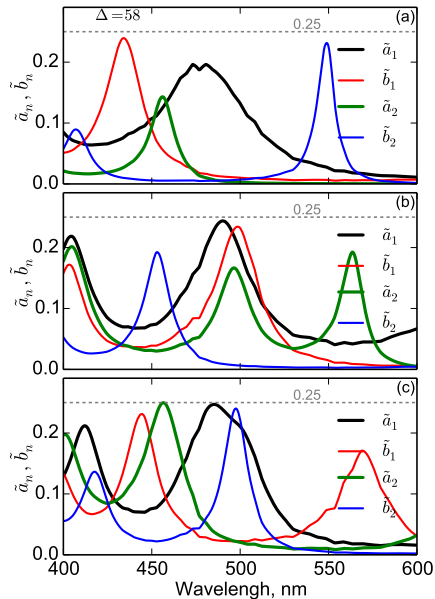 Δ=58
(a)
0.25
0.2
0.1
0.0
ã₁
b̃₁
ã₂
b̃₂
ãₙ, b̃ₙ
(b)
0.25
0.2
0.1
0.0
ã₁
b̃₁
ã₂
b̃₂
ãₙ, b̃ₙ
(c)
0.25
0.2
0.1
0.0
ã₁
b̃₁
ã₂
b̃₂
ãₙ, b̃ₙ
400 450 500 550 600
Wavelengh, nm